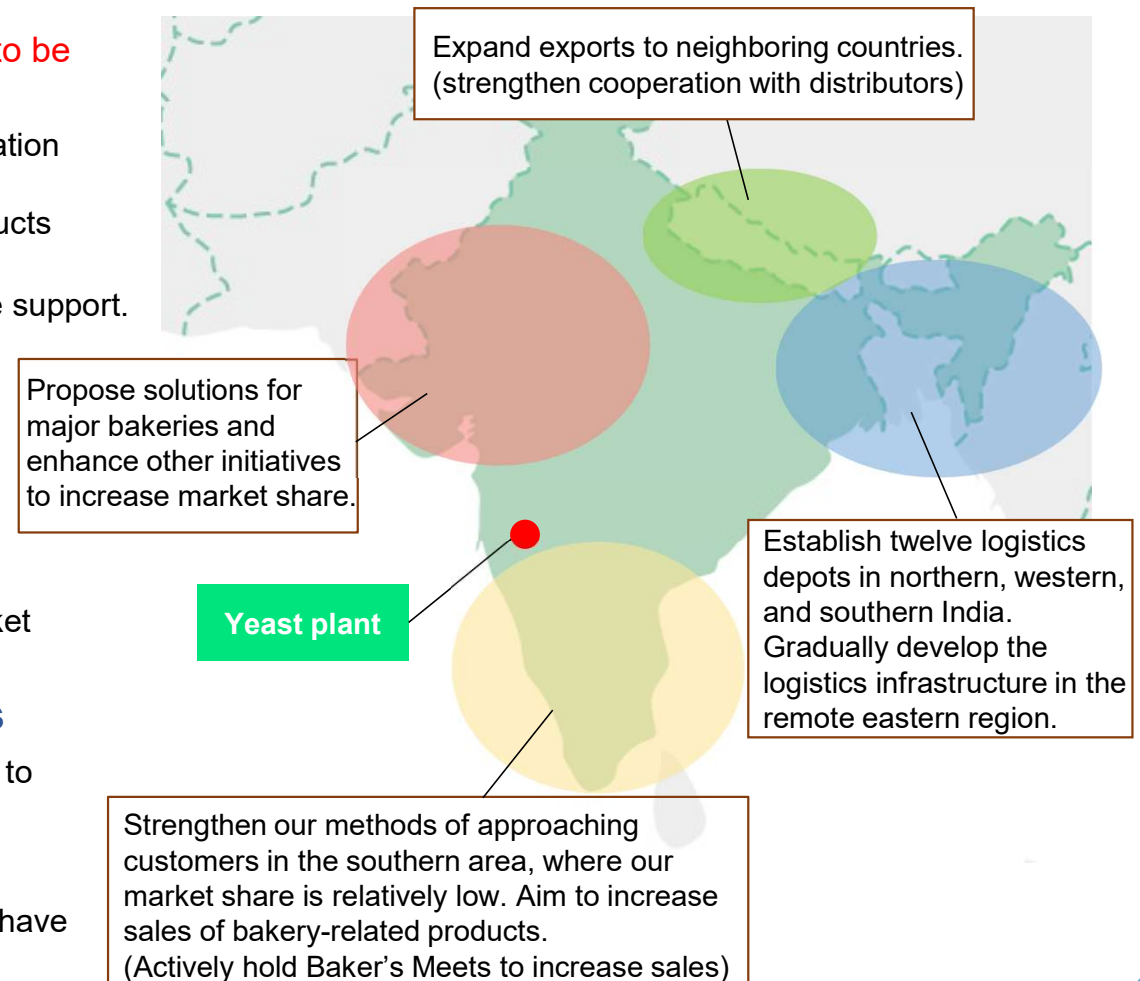 to be
ation
ucts
e support.
ket
s
to
have
Expand exports to neighboring countries.
(strengthen cooperation with distributors)
Propose solutions for
major bakeries and
enhance other initiatives
to increase market share.
Yeast plant
Establish twelve logistics
depots in northern, western,
and southern India.
Gradually develop the
logistics infrastructure in the
remote eastern region.
Strengthen our methods of approaching
customers in the southern area, where our
market share is relatively low. Aim to increase
sales of bakery-related products.
(Actively hold Baker's Meets to increase sales)